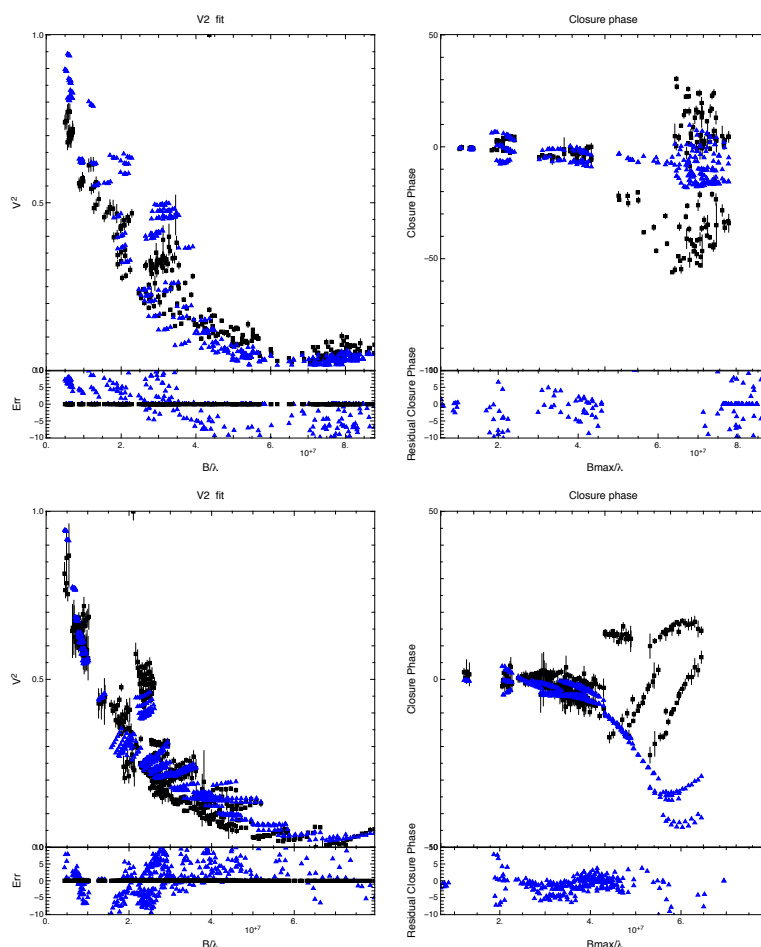 V2 fit
1.0
V²
0.5
0.0
Err
5
0
−5
−10
0. 2. 4. 6. 8.
10⁺⁷
B/λ
Closure phase
50
Closure Phase
0
−50
−100
Residual Closure Phase
5
0
−5
−10
2. 4. 6. 8.
10⁺⁷
Bmax/λ
V2 fit
1.0
V²
0.5
0.0
Err
5
0
−5
−10
0. 2. 4. 6.
10⁺⁷
B/λ
Closure phase
50
Closure Phase
0
−50
Residual Closure Phase
5
0
−5
−10
2. 4. 6.
10⁺⁷
Bmax/λ